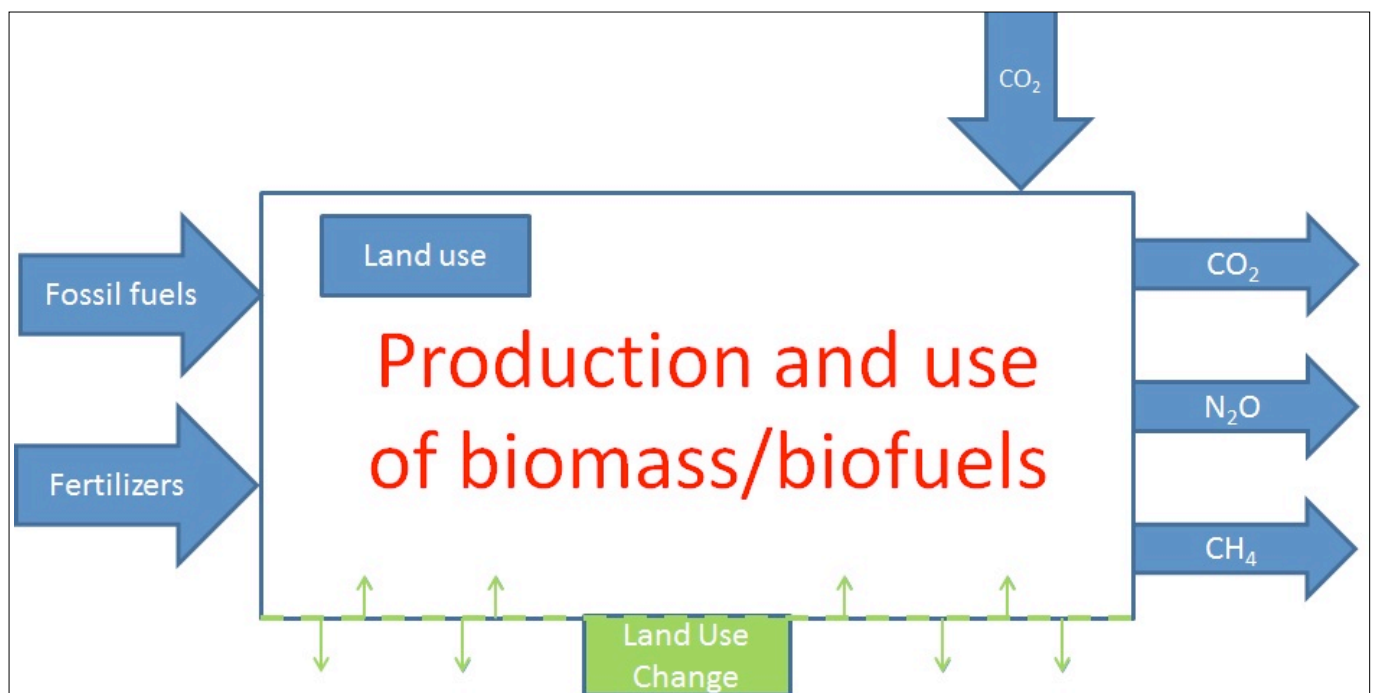 CO₂
Land use
Fossil fuels
CO₂
Production and use
of biomass/biofuels
N₂O
Fertilizers
CH₄
Land Use
Change